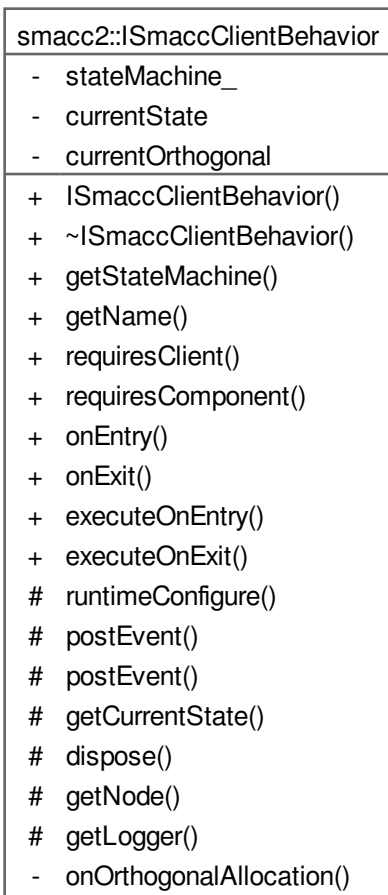 smacc2::ISmaccClientBehavior
- stateMachine_
- currentState
- currentOrthogonal
+ ISmaccClientBehavior()
+ ~ISmaccClientBehavior()
+ getStateMachine()
+ getName()
+ requiresClient()
+ requiresComponent()
+ onEntry()
+ onExit()
+ executeOnEntry()
+ executeOnExit()
# runtimeConfigure()
# postEvent()
# postEvent()
# getCurrentState()
# dispose()
# getNode()
# getLogger()
- onOrthogonalAllocation()